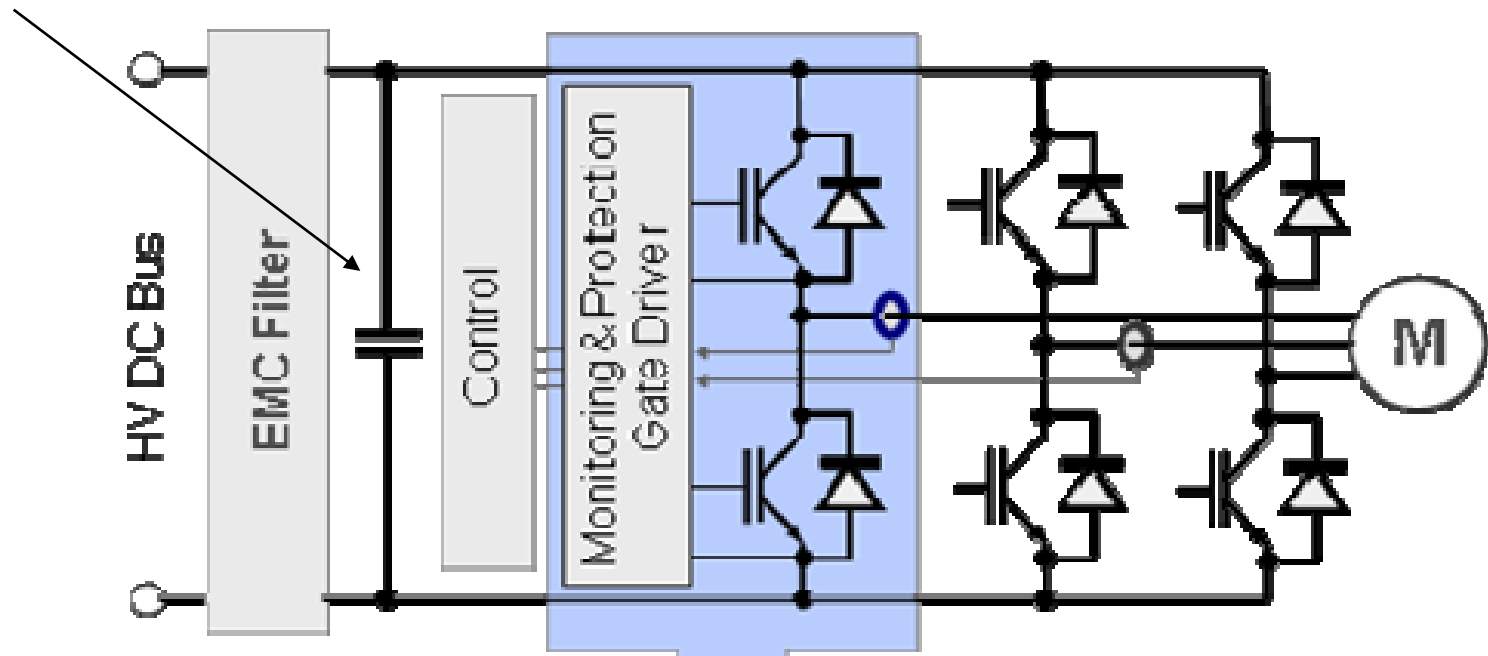 HV DC Bus
EMC Filter
Control
Monitoring & Protection
Gate Driver
M